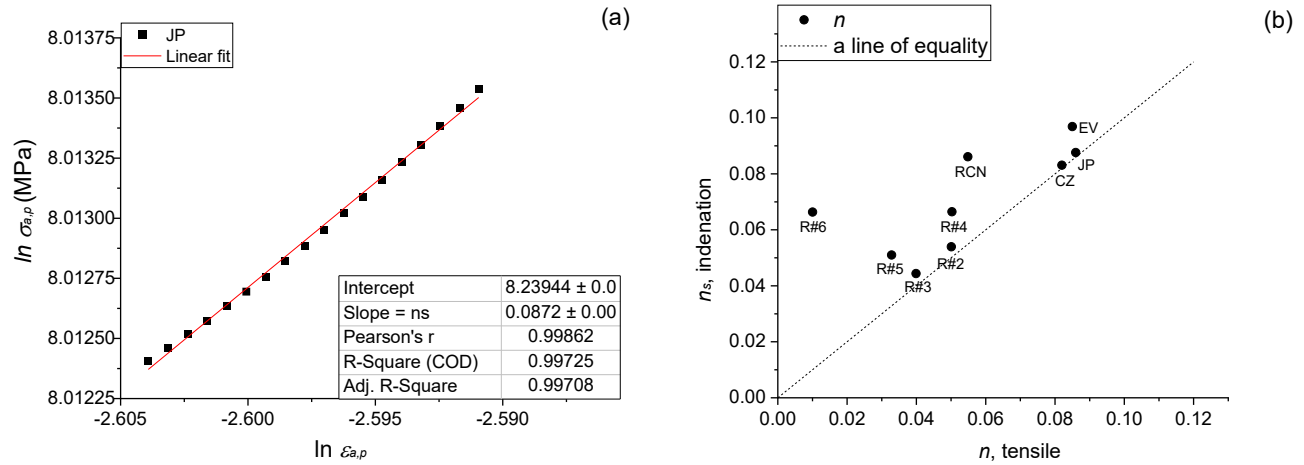 (a)
JP
Linear fit
8.01375
8.01350
8.01325
8.01300
8.01275
8.01250
8.01225
ln σa,p (MPa)
Intercept 8.23944 ± 0.0
Slope = ns 0.0872 ± 0.00
Pearson's r 0.99862
R-Square (COD) 0.99725
Adj. R-Square 0.99708
-2.605 -2.600 -2.595 -2.590
ln εa,p
(b)
n
a line of equality
0.12
0.10
0.08
0.06
0.04
0.02
0.00
ns, indenation
EV
JP
CZ
RCN
R#6
R#4
R#2
R#5
R#3
0.00 0.02 0.04 0.06 0.08 0.10 0.12
n, tensile